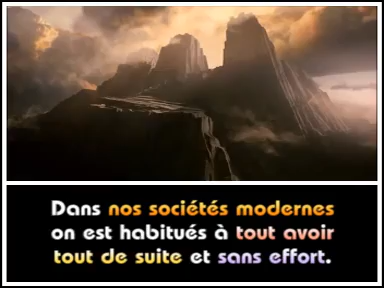 Dans nos sociétés modernes
on est habitués à tout avoir
tout de suite et sans effort.